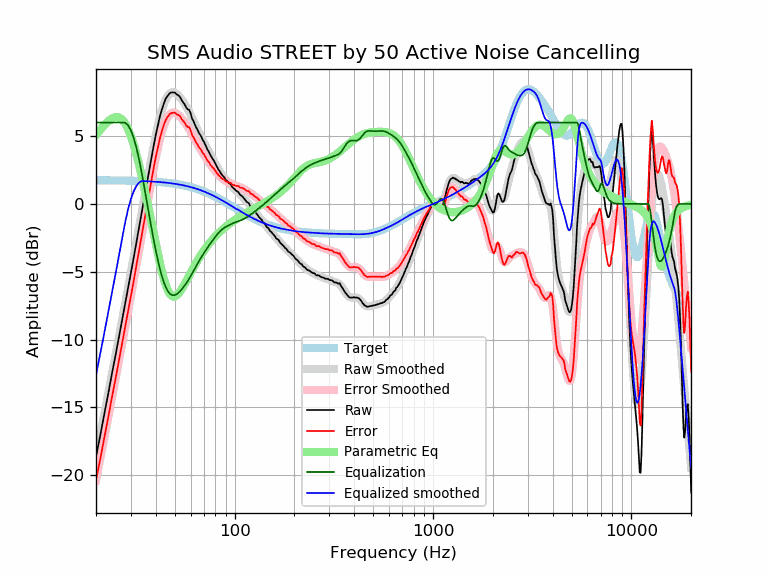 SMS Audio STREET by 50 Active Noise Cancelling
Amplitude (dBr)
5
0
−5
−10
−15
−20
Target
Raw Smoothed
Error Smoothed
Raw
Error
Parametric Eq
Equalization
Equalized smoothed
100
1000
10000
Frequency (Hz)